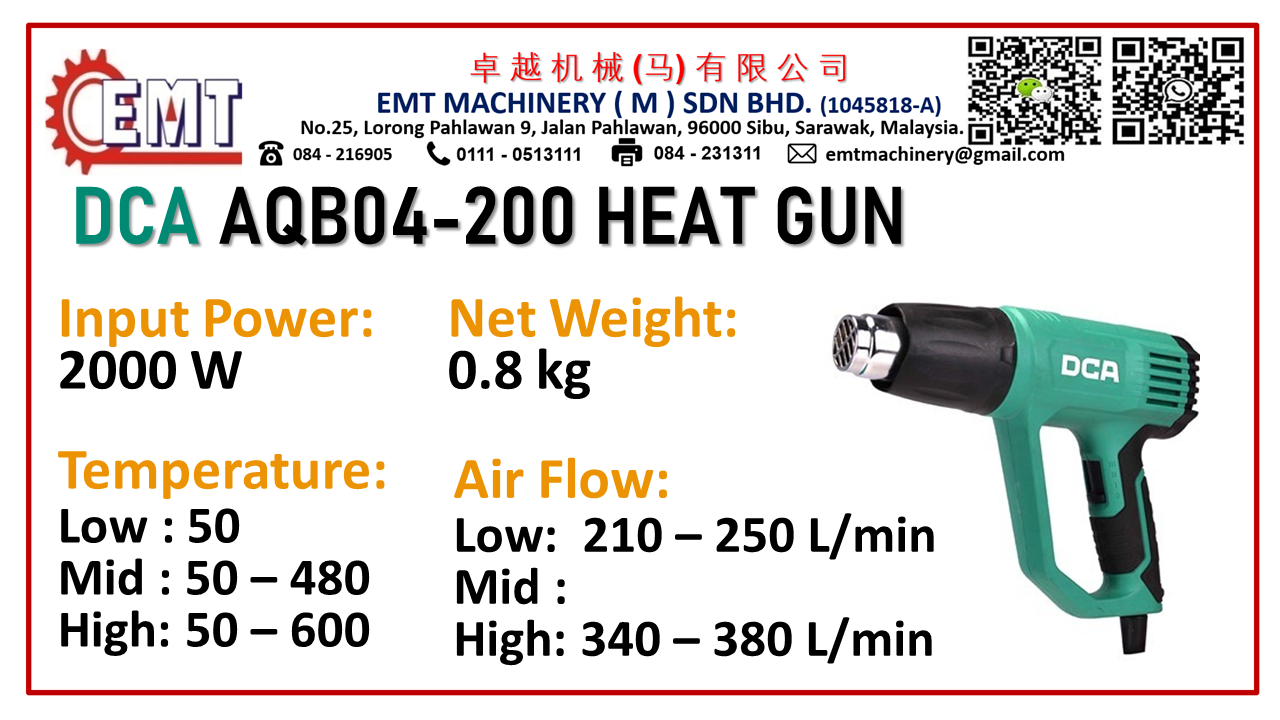 EMT
卓越机械(马)有限公司
EMT MACHINERY ( M ) SDN BHD. (1045818-A)
No.25, Lorong Pahlawan 9, Jalan Pahlawan, 96000 Sibu, Sarawak, Malaysia.
084 - 216905 0111 - 0513111 084 - 231311 emtmachinery@gmail.com
DCA AQB04-200 HEAT GUN
Input Power:
2000 W
Net Weight:
0.8 kg
Temperature:
Low : 50
Mid : 50 – 480
High: 50 – 600
Air Flow:
Low: 210 – 250 L/min
Mid :
High: 340 – 380 L/min
DCA